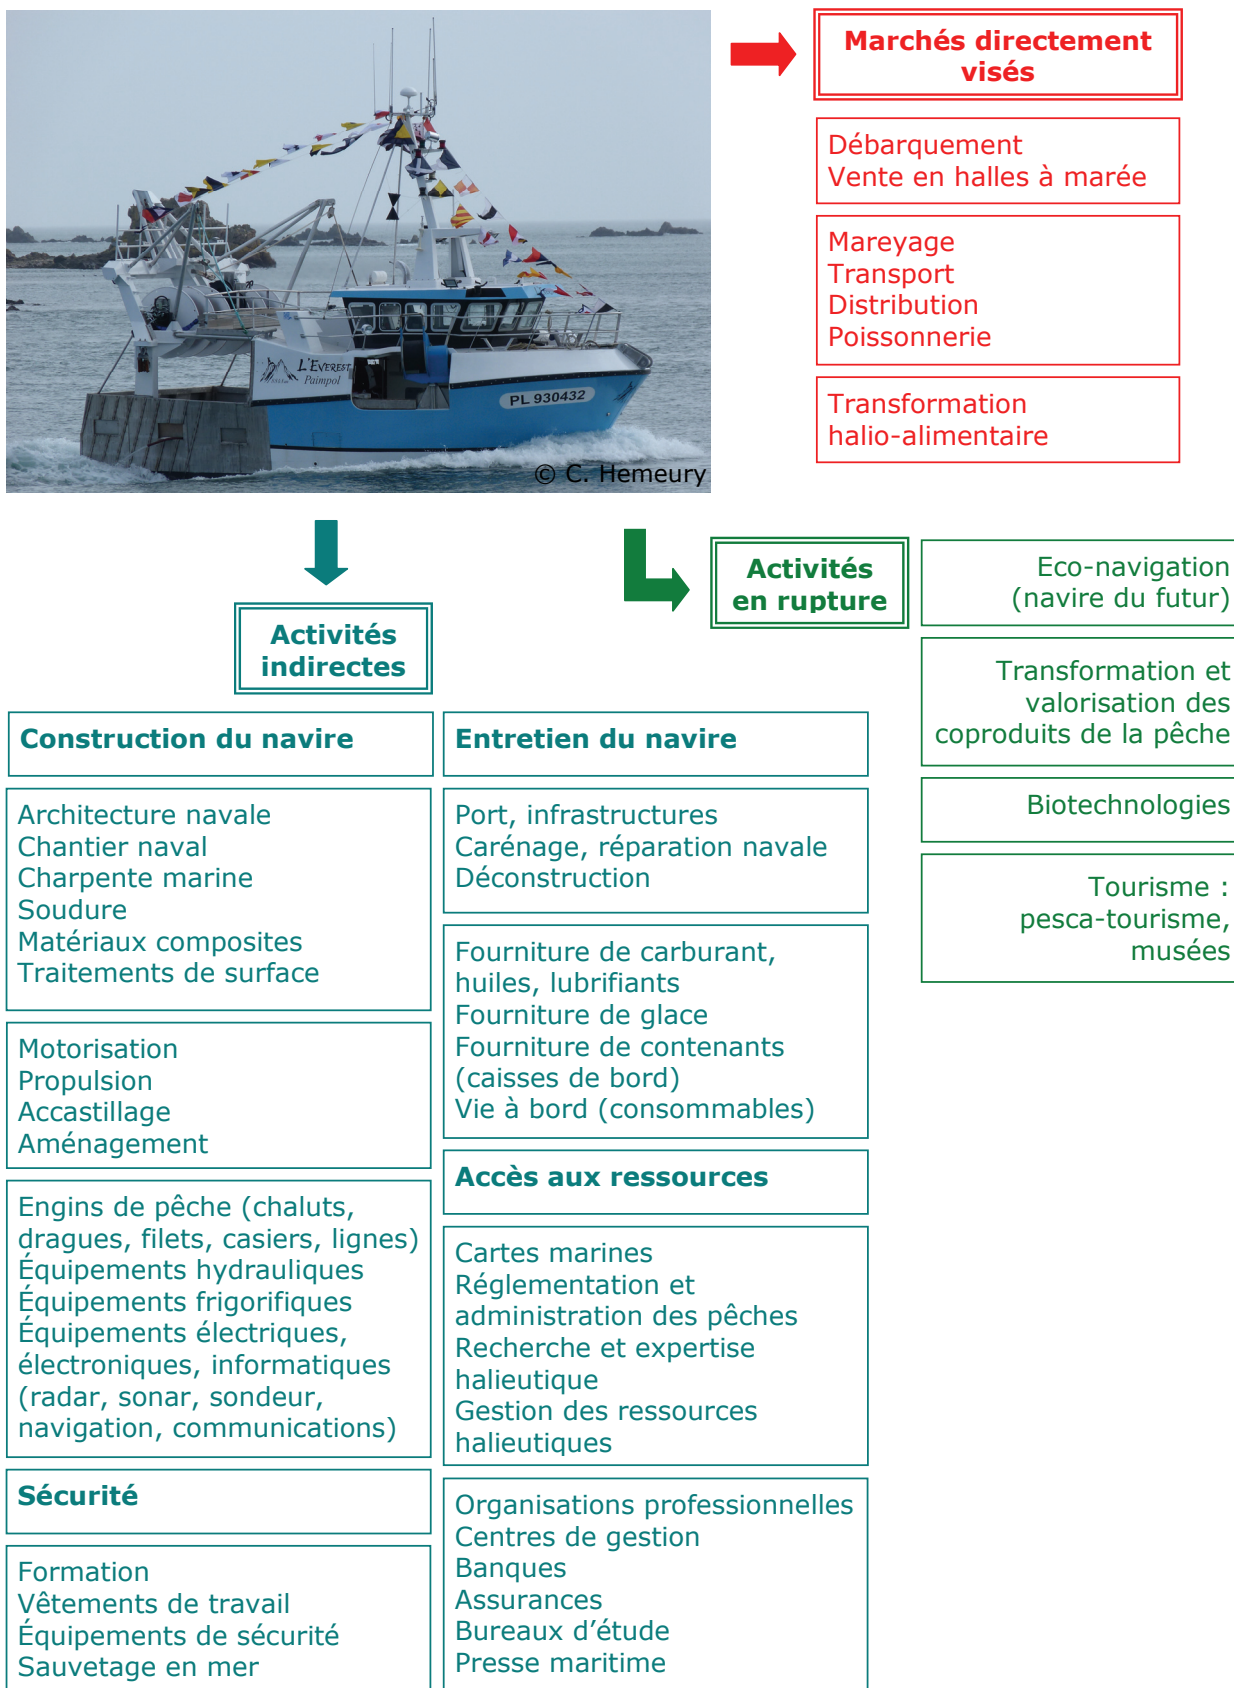 L'EVEREST
Paimpol
PL 930432
© C. Hemeury
Marchés directement
visés
Débarquement
Vente en halles à marée
Mareyage
Transport
Distribution
Poissonnerie
Transformation
halio-alimentaire
Activités
en rupture
Eco-navigation
(navire du futur)
Transformation et
valorisation des
coproduits de la pêche
Biotechnologies
Tourisme :
pesca-tourisme,
musées
Activités
indirectes
Construction du navire
Architecture navale
Chantier naval
Charpente marine
Soudure
Matériaux composites
Traitements de surface
Motorisation
Propulsion
Accastillage
Aménagement
Engins de pêche (chaluts,
dragues, filets, casiers, lignes)
Équipements hydrauliques
Équipements frigorifiques
Équipements électriques,
électroniques, informatiques
(radar, sonar, sondeur,
navigation, communications)
Sécurité
Formation
Vêtements de travail
Équipements de sécurité
Sauvetage en mer
Entretien du navire
Port, infrastructures
Carénage, réparation navale
Déconstruction
Fourniture de carburant,
huiles, lubrifiants
Fourniture de glace
Fourniture de contenants
(caisses de bord)
Vie à bord (consommables)
Accès aux ressources
Cartes marines
Réglementation et
administration des pêches
Recherche et expertise
halieutique
Gestion des ressources
halieutiques
Organisations professionnelles
Centres de gestion
Banques
Assurances
Bureaux d'étude
Presse maritime